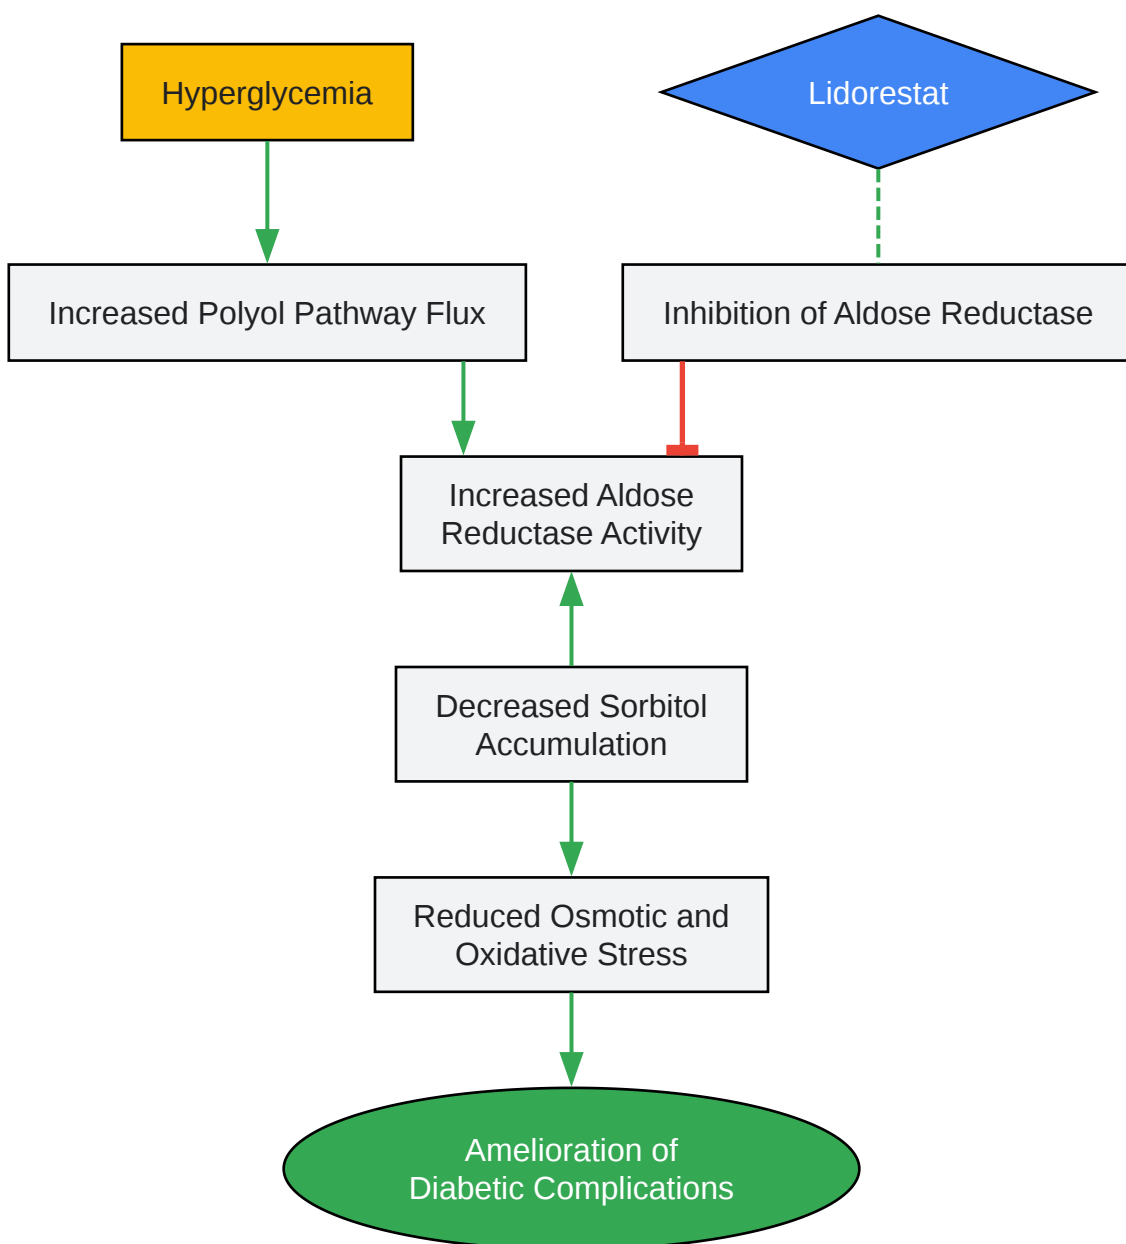 Hyperglycemia
Lidorestat
Increased Polyol Pathway Flux
Inhibition of Aldose Reductase
Increased Aldose
Reductase Activity
Decreased Sorbitol
Accumulation
Reduced Osmotic and
Oxidative Stress
Amelioration of
Diabetic Complications